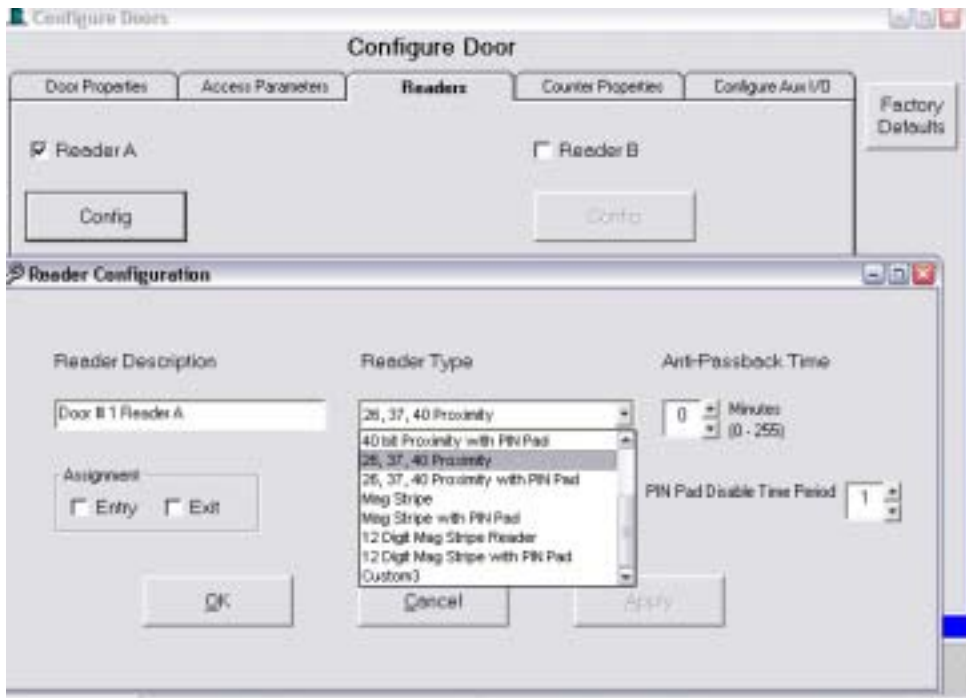 Configure Doors
Configure Door
Door Properties
Access Parameters
Readers
Counter Properties
Configure Aux I/O
Factory
Defaults
Reader A
Reader B
Config
Config
Reader Configuration
Reader Description
Reader Type
Anti-Passback Time
Door # 1 Reader A
26, 37, 40 Proximity
0
Minutes
(0 - 255)
40 bit Proximity with PIN Pad
26, 37, 40 Proximity
26, 37, 40 Proximity with PIN Pad
Mag Stripe
Mag Stripe with PIN Pad
12 Digit Mag Stripe Reader
12 Digit Mag Stripe with PIN Pad
Custom3
Assignment
Entry
Exit
PIN Pad Disable Time Period
1
OK
Cancel
Apply